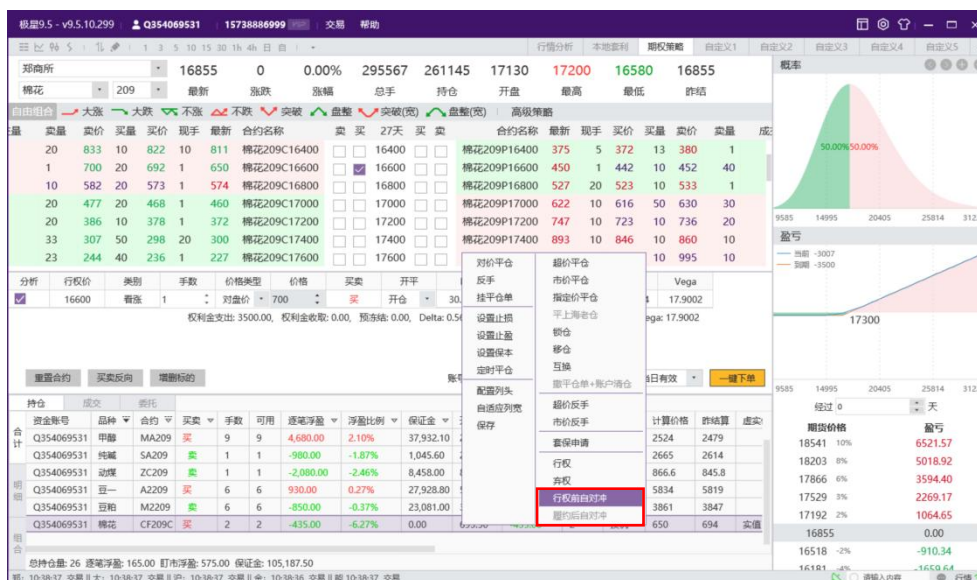 极星9.5 - v9.5.10.299 Q354069531 15738886999 交易 帮助
1 3 5 10 15 30 1h 4h 日 行情分析 本地套利 期权策略 自定义1 自定义2 自定义3 自定义4 自定义5
郑商所 16855 0 0.00% 295567 261145 17130 17200 16580 16855 概率
棉花 209 最新 涨跌 涨幅 总手 持仓 开盘 最高 最低 昨结
自由组合 大涨 大跌 不涨 不跌 突破 盘整 突破(宽) 盘整(宽) 高级策略
卖量 卖价 买量 买价 现手 最新 合约名称 卖 买 27天 买 卖 合约名称 最新 现手 买价 买量 卖价 卖量
20 833 10 822 10 811 棉花209C16400 16400 棉花209P16400 375 5 372 13 380 1
1 700 20 692 1 650 棉花209C16600 16600 棉花209P16600 450 1 442 10 452 40
10 582 20 573 1 574 棉花209C16800 16800 棉花209P16800 527 20 523 10 533 1
20 477 20 468 1 460 棉花209C17000 17000 棉花209P17000 622 10 616 50 630 30
20 386 10 378 1 372 棉花209C17200 17200 棉花209P17200 747 10 723 10 736 20
33 307 50 298 20 300 棉花209C17400 17400 棉花209P17400 893 10 846 10 860 10
23 244 40 236 1 227 棉花209C17600 17600 10 995 10
50.00% 50.00%
9585 14995 20405 25814
盈亏
当前 -3007
到期 -3500
17300
9585 14995 20405 25814
分析 行权价 类别 手数 价格类型 价格 买卖 开平 Vega
16600 看涨 1 对盘价 700 买 开仓 17.9002
权利金支出: 3500.00, 权利金收取: 0.00, 预冻结: 0.00,
重置合约 买卖反向 增删标的 当日有效 一键下单
对价平仓
反手
挂平仓单
设置止损
设置止盈
设置保本
定时平仓
配置列头
自适应列宽
保存
超价平仓
市价平仓
指定价平仓
平上海老仓
锁仓
移仓
互换
撤平仓单+账户清仓
超价反手
市价反手
套保申请
行权
弃权
行权前自对冲
履约后自对冲
持仓 成交 委托
资金账号 品种 合约 买卖 手数 可用 逐笔浮盈 浮盈比例 保证金 计算价格 昨结算
合计
Q354069531 甲醇 MA209 买 9 9 4,680.00 2.10% 37,932.10 2524 2479
Q354069531 纯碱 SA209 卖 1 1 -980.00 -1.87% 1,045.60 2665 2614
Q354069531 动煤 ZC209 卖 1 1 -2,080.00 -2.46% 8,458.00 866.6 845.8
明细
Q354069531 豆一 A2209 买 6 6 930.00 0.27% 27,928.80 5834 5819
Q354069531 豆粕 M2209 卖 6 6 -850.00 -0.37% 23,081.00 3861 3847
Q354069531 棉花 CF209C 买 2 2 -435.00 -6.27% 0.00 650 694 实值
组合
总持仓量: 26 逐笔浮盈: 165.00 盯市浮盈: 575.00 保证金: 105,187.50
经过 0 天
期货价格 盈亏
18541 10% 6521.57
18203 8% 5018.92
17866 6% 3594.40
17529 3% 2269.17
17192 2% 1064.65
16855 0.00
16518 -2% -910.34
16181 -4% -1659.64
请输入内容 行情